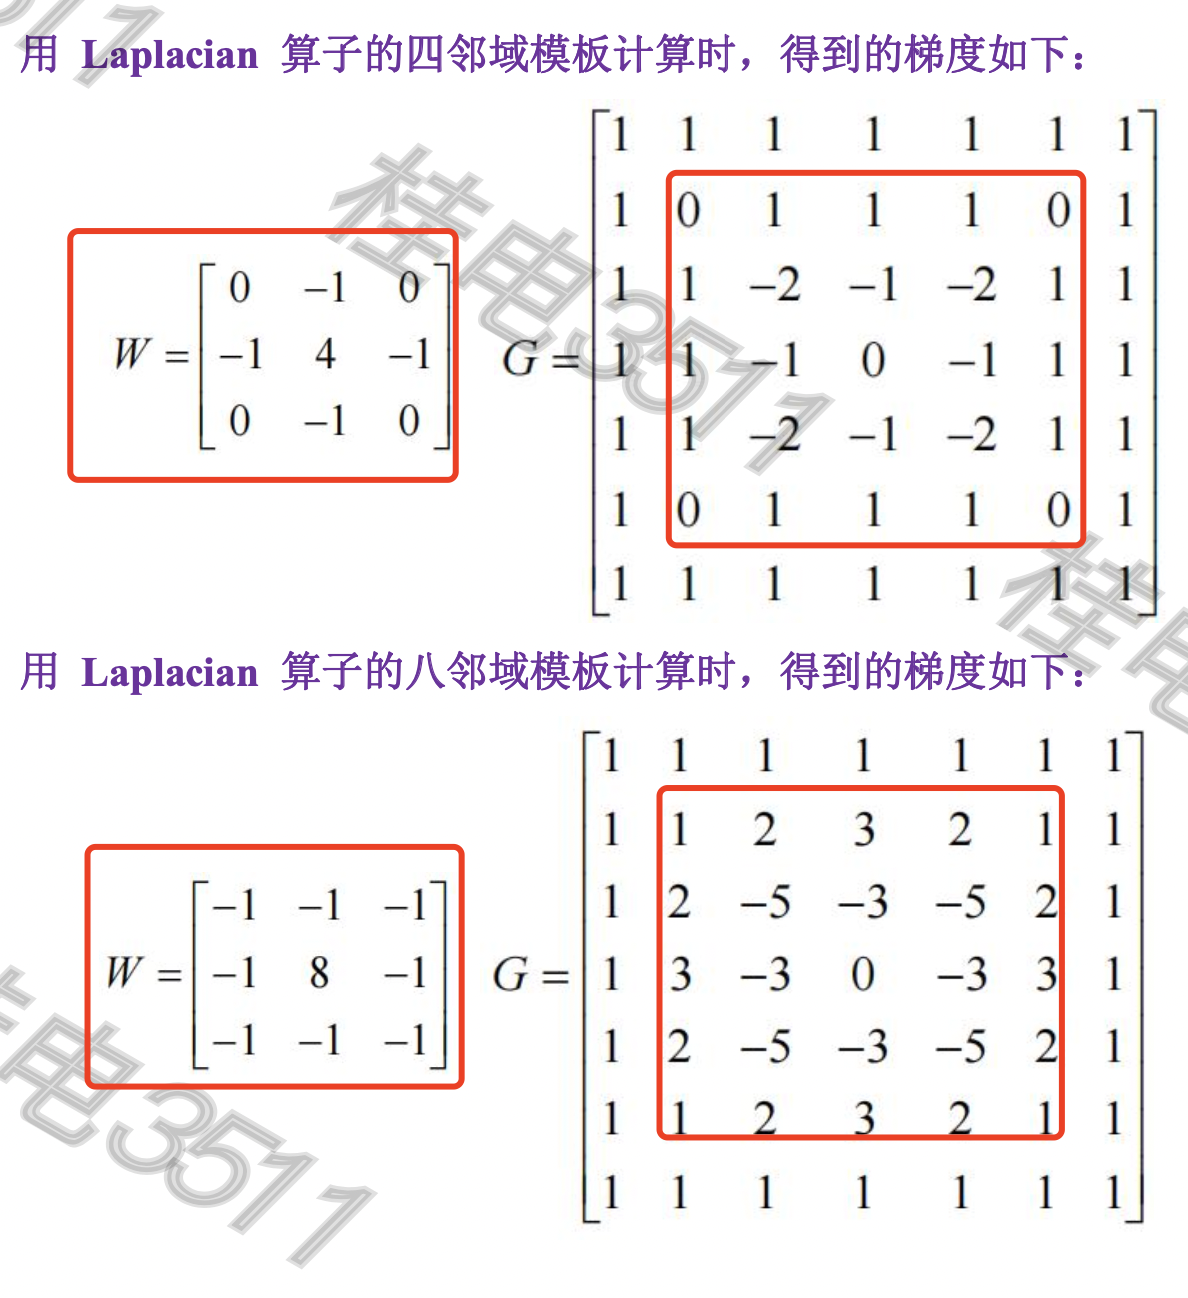 用 Laplacian 算子的四邻域模板计算时，得到的梯度如下：
1 1 1 1 1 1 1
1 0 1 1 1 0 1
0 -1 0
1 1 −2 −1 −2 1 1
W = −1 4 −1
G = 1 1 −1 0 −1 1 1
0 −1 0
1 1 −2 −1 −2 1 1
1 0 1 1 1 0 1
1 1 1 1 1 1 1
用 Laplacian 算子的八邻域模板计算时，得到的梯度如下：
1 1 1 1 1 1 1
1 1 2 3 2 1 1
−1 −1 −1
1 2 −5 −3 −5 2 1
W = −1 8 −1
G = 1 3 −3 0 −3 3 1
−1 −1 −1
1 2 −5 −3 −5 2 1
1 1 2 3 2 1 1
1 1 1 1 1 1 1
桂电3511
桂电
电3511